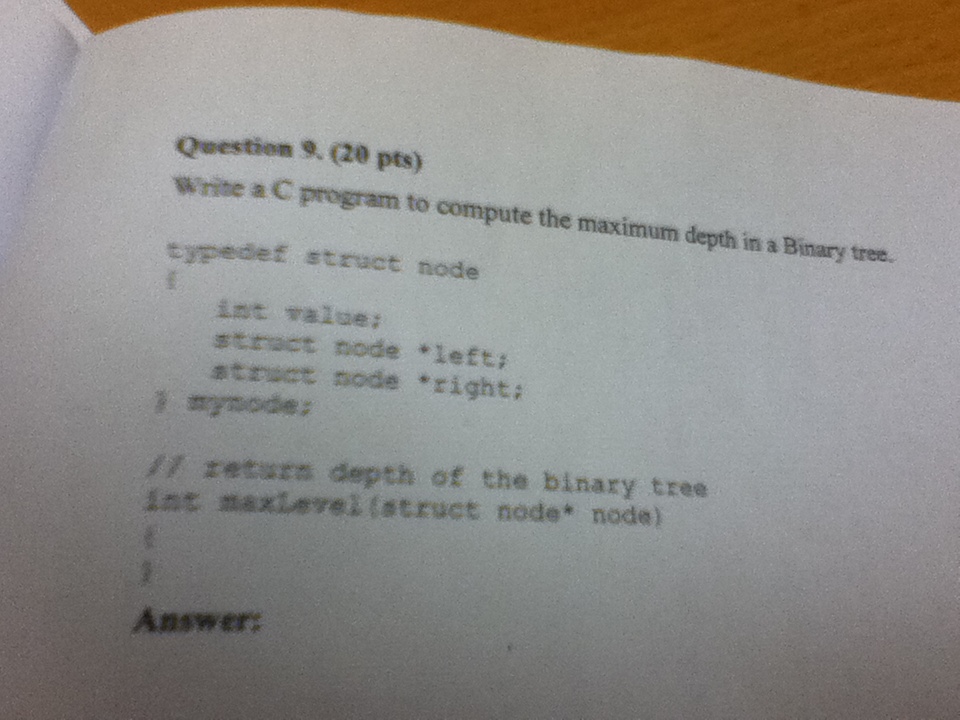 Question 9. (20 pts)
Write a C program to compute the maximum depth in a Binary tree.
typedef struct node
{
int value;
struct node *left;
struct node *right;
} mynode;
// return depth of the binary tree
int maxLevel(struct node* node)
{
}
Answer: